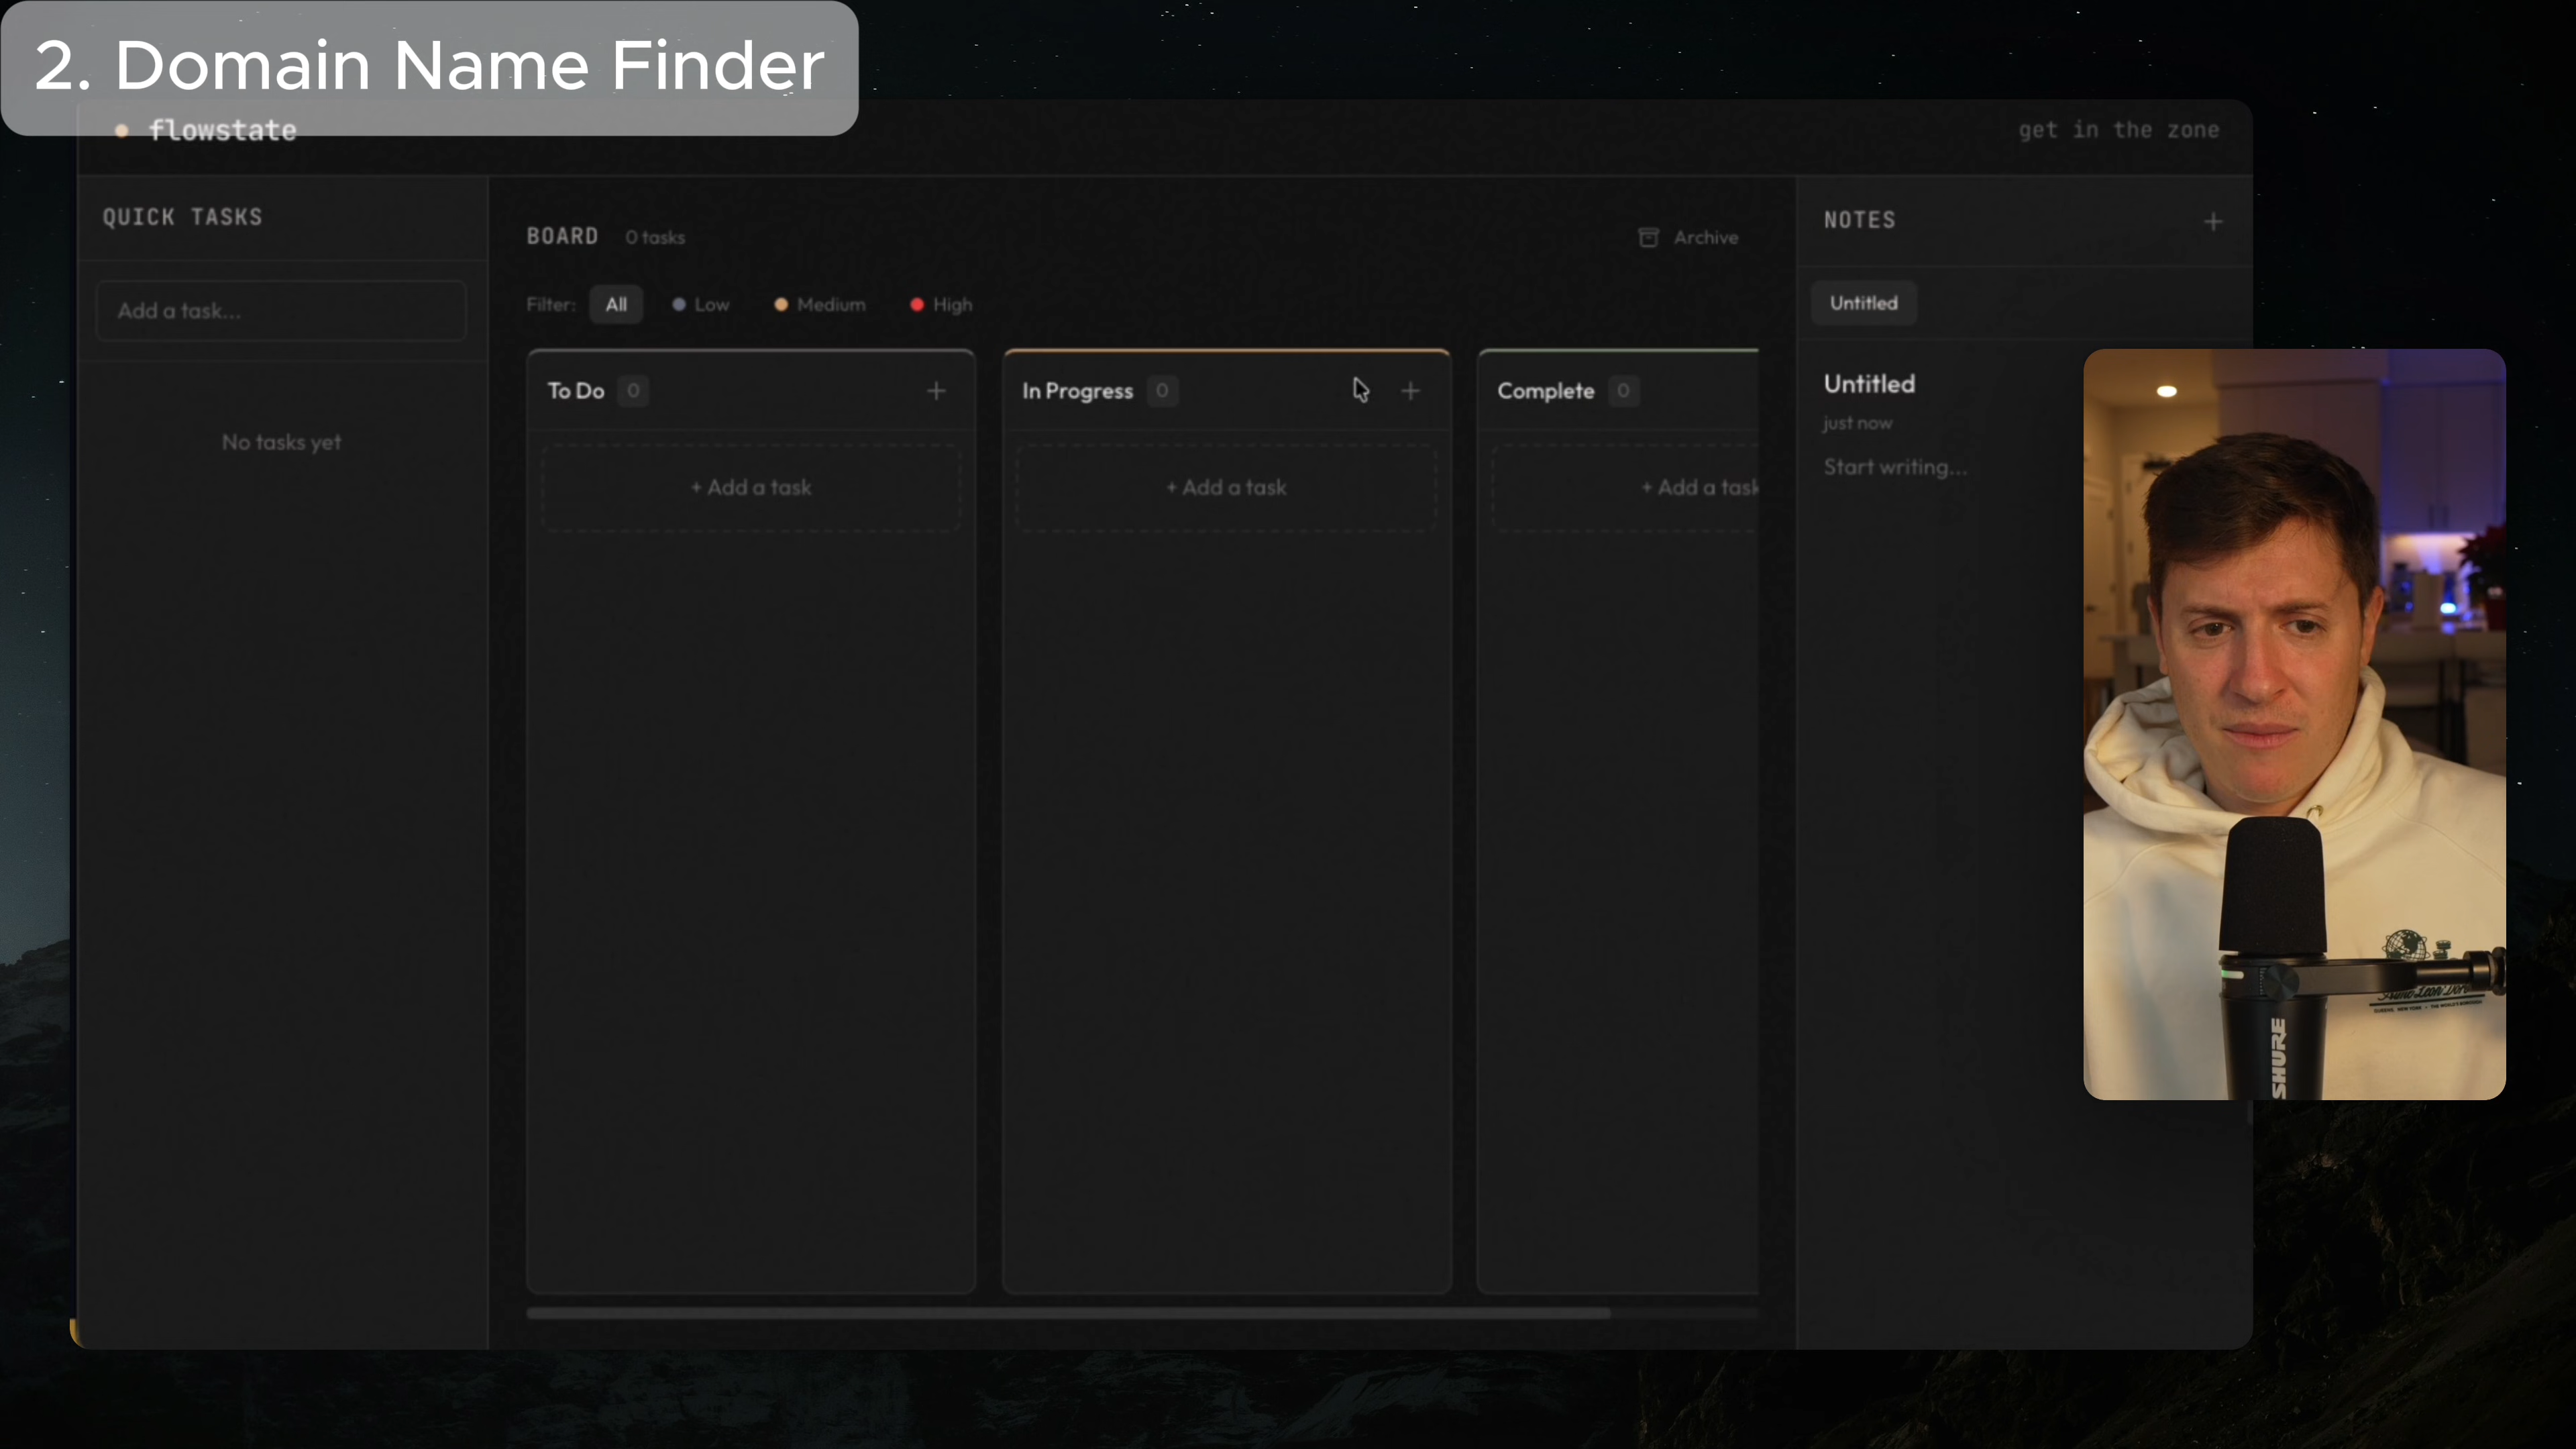 2. Domain Name Finder
flowstate
get in the zone
QUICK TASKS
Add a task...
No tasks yet
BOARD
0 tasks
Archive
Filter:
All
Low
Medium
High
To Do
0
+ Add a task
In Progress
0
+ Add a task
Complete
0
+ Add a task
NOTES
Untitled
Untitled
just now
Start writing...
SHURE